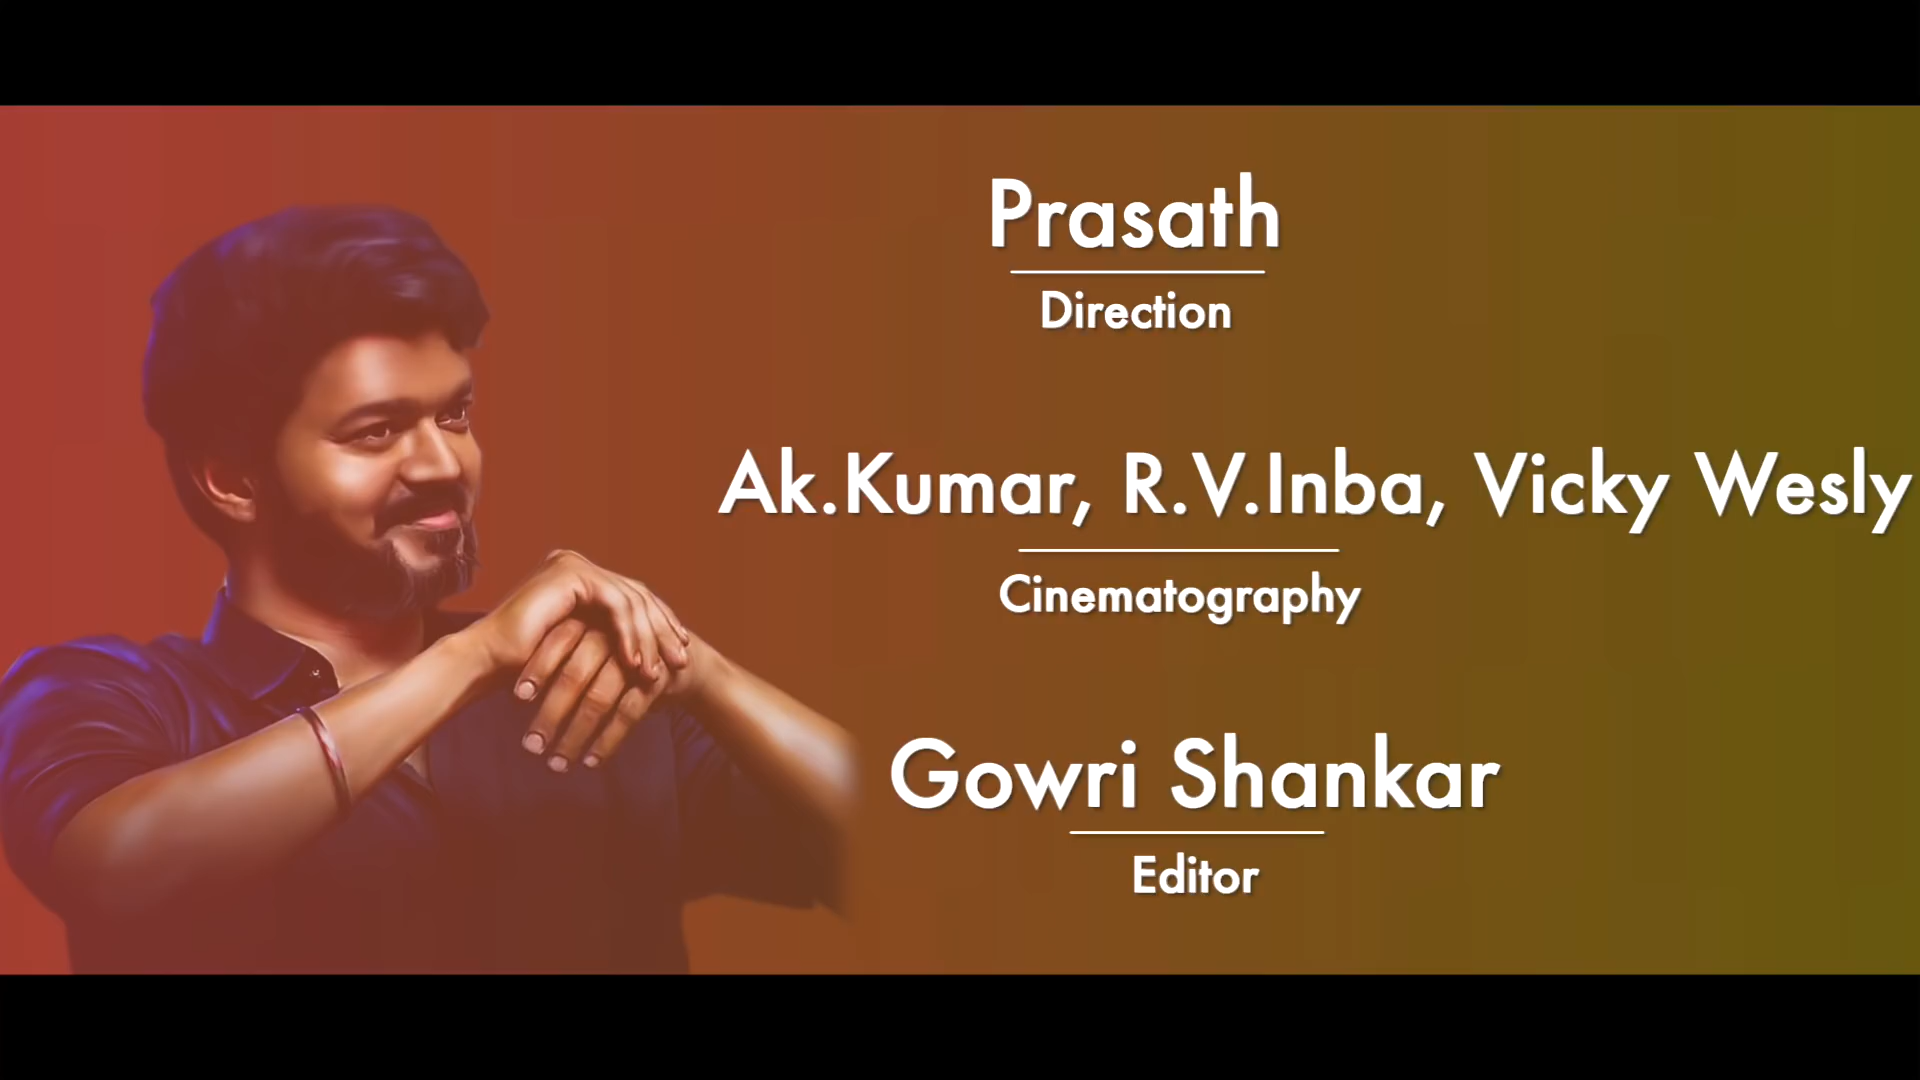 Prasath
Direction
Ak.Kumar, R.V.Inba, Vicky Wesly
Cinematography
Gowri Shankar
Editor